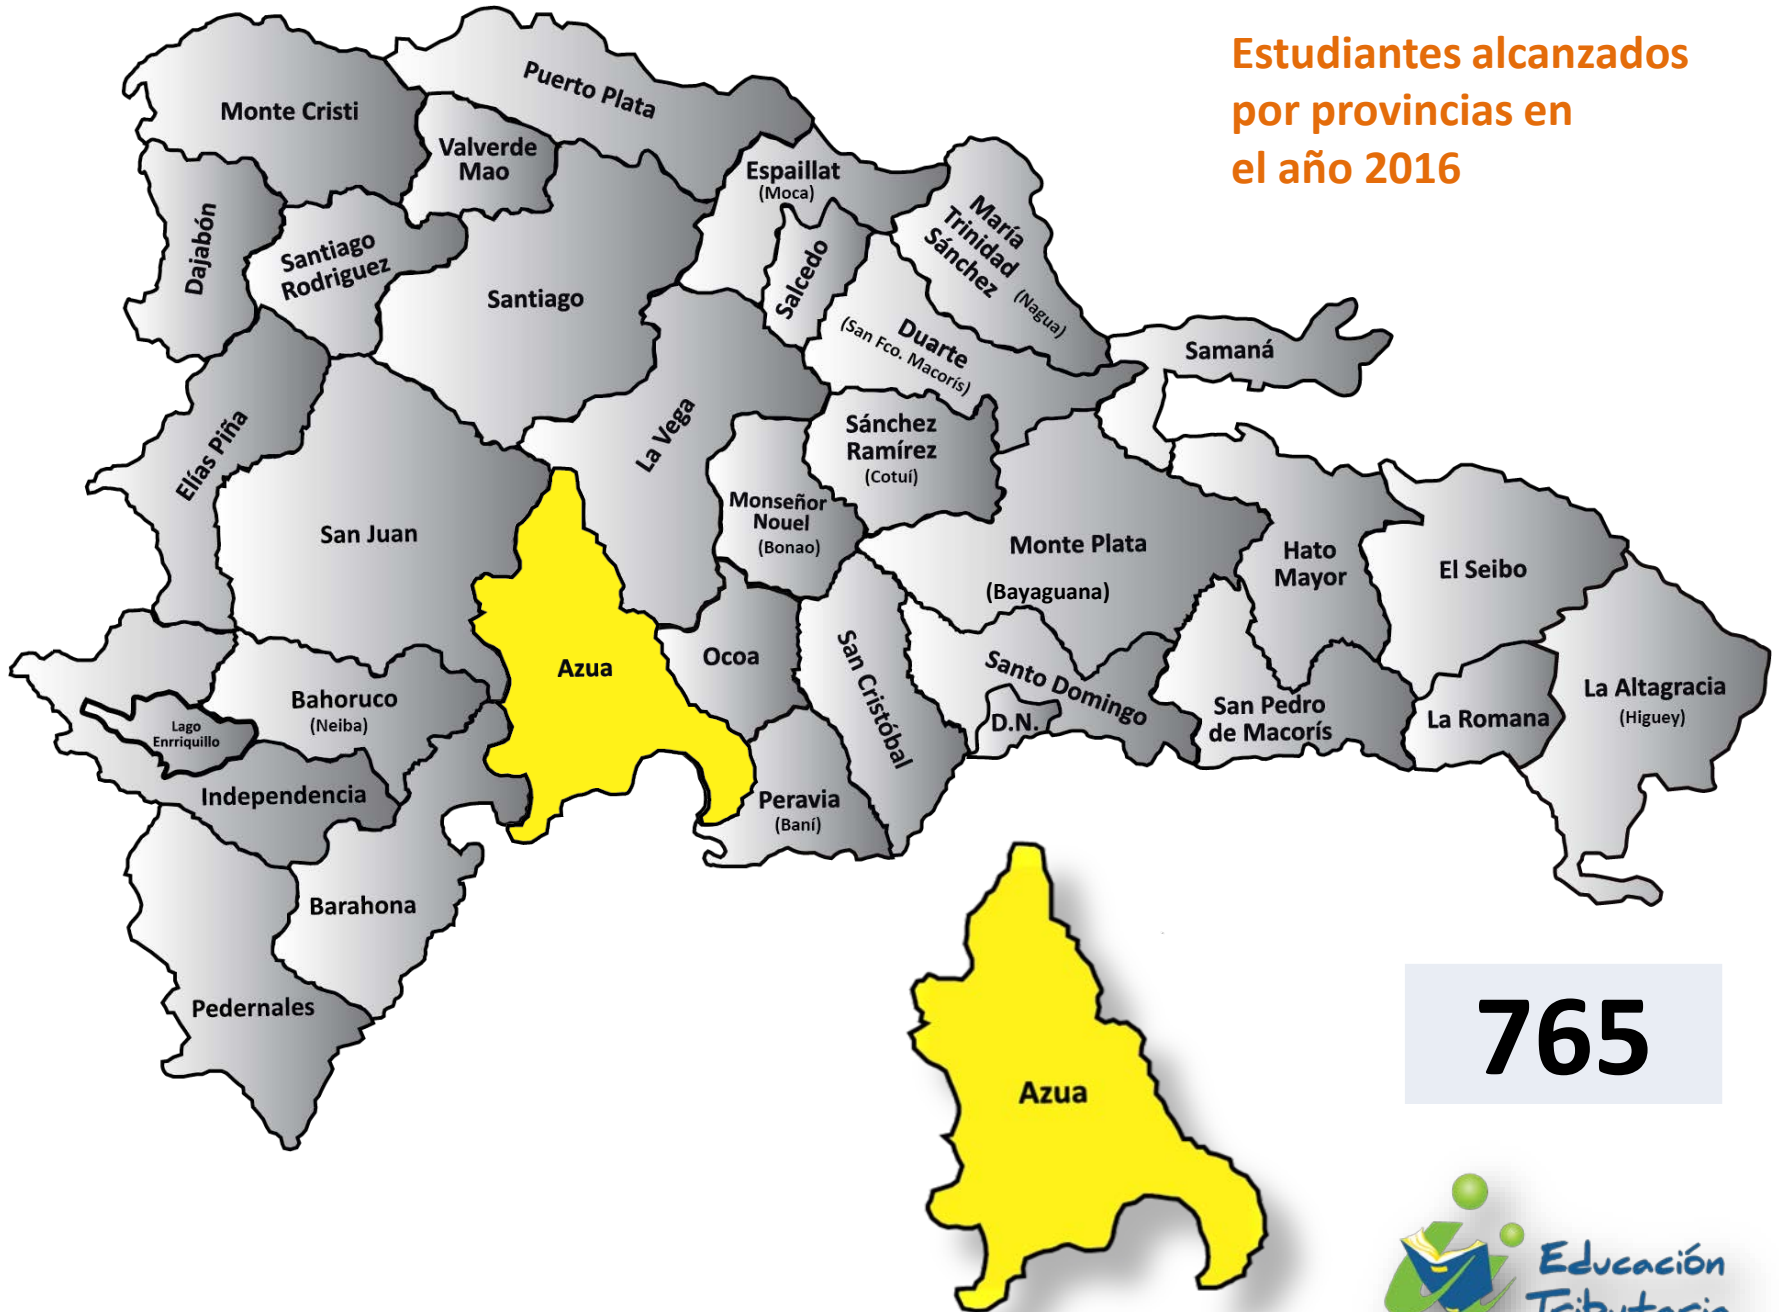 Estudiantes alcanzados
por provincias en
el año 2016
Puerto Plata
Monte Cristi
Valverde
Mao
Espaillat
(Moca)
María
Trinidad
Sánchez
(Nagua)
Dajabón
Santiago
Rodriguez
Santiago
Salcedo
Duarte
(San Fco. Macorís)
Samaná
Elías Piña
La Vega
Sánchez
Ramírez
(Cotuí)
San Juan
Monseñor
Nouel
(Bonao)
Monte Plata
(Bayaguana)
Hato
Mayor
El Seibo
Azua
Ocoa
San Cristóbal
Santo Domingo
D.N.
San Pedro
de Macorís
La Romana
La Altagracia
(Higuey)
Bahoruco
(Neiba)
Lago
Enrriquillo
Independencia
Peravia
(Baní)
Barahona
Pedernales
Azua
765
Educación
Tributaria